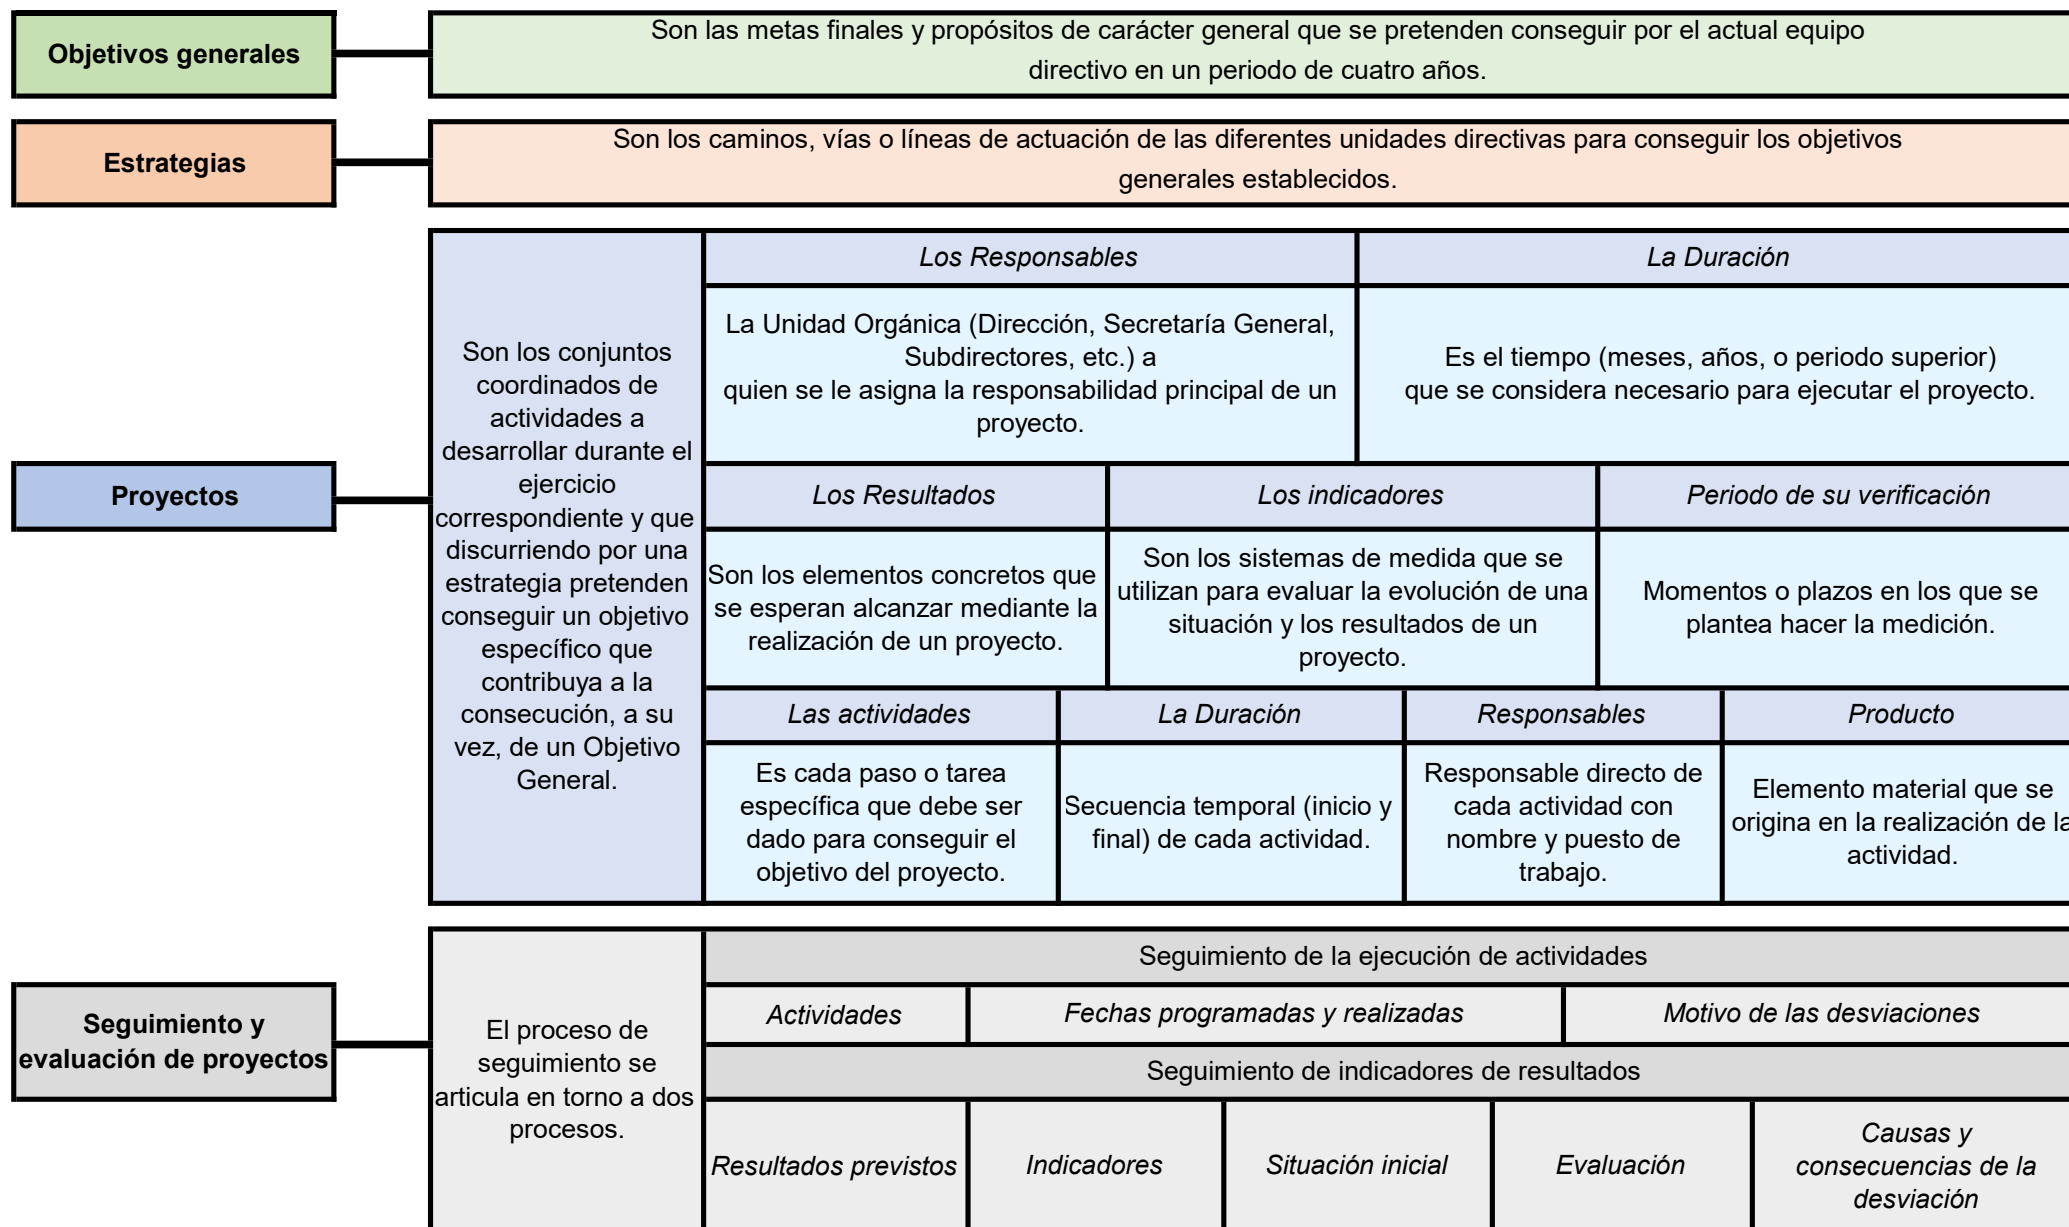 Objetivos generales
Son las metas finales y propósitos de carácter general que se pretenden conseguir por el actual equipo
directivo en un periodo de cuatro años.
Estrategias
Son los caminos, vías o líneas de actuación de las diferentes unidades directivas para conseguir los objetivos
generales establecidos.
Proyectos
Son los conjuntos
coordinados de
actividades a
desarrollar durante el
ejercicio
correspondiente y que
discurriendo por una
estrategia pretenden
conseguir un objetivo
específico que
contribuya a la
consecución, a su
vez, de un Objetivo
General.
Los Responsables
La Duración
La Unidad Orgánica (Dirección, Secretaría General,
Subdirectores, etc.) a
quien se le asigna la responsabilidad principal de un
proyecto.
Es el tiempo (meses, años, o periodo superior)
que se considera necesario para ejecutar el proyecto.
Los Resultados
Los indicadores
Periodo de su verificación
Son los elementos concretos que
se esperan alcanzar mediante la
realización de un proyecto.
Son los sistemas de medida que se
utilizan para evaluar la evolución de una
situación y los resultados de un
proyecto.
Momentos o plazos en los que se
plantea hacer la medición.
Las actividades
La Duración
Responsables
Producto
Es cada paso o tarea
específica que debe ser
dado para conseguir el
objetivo del proyecto.
Secuencia temporal (inicio y
final) de cada actividad.
Responsable directo de
cada actividad con
nombre y puesto de
trabajo.
Elemento material que se
origina en la realización de la
actividad.
Seguimiento y
evaluación de proyectos
El proceso de
seguimiento se
articula en torno a dos
procesos.
Seguimiento de la ejecución de actividades
Actividades
Fechas programadas y realizadas
Motivo de las desviaciones
Seguimiento de indicadores de resultados
Resultados previstos
Indicadores
Situación inicial
Evaluación
Causas y
consecuencias de la
desviación